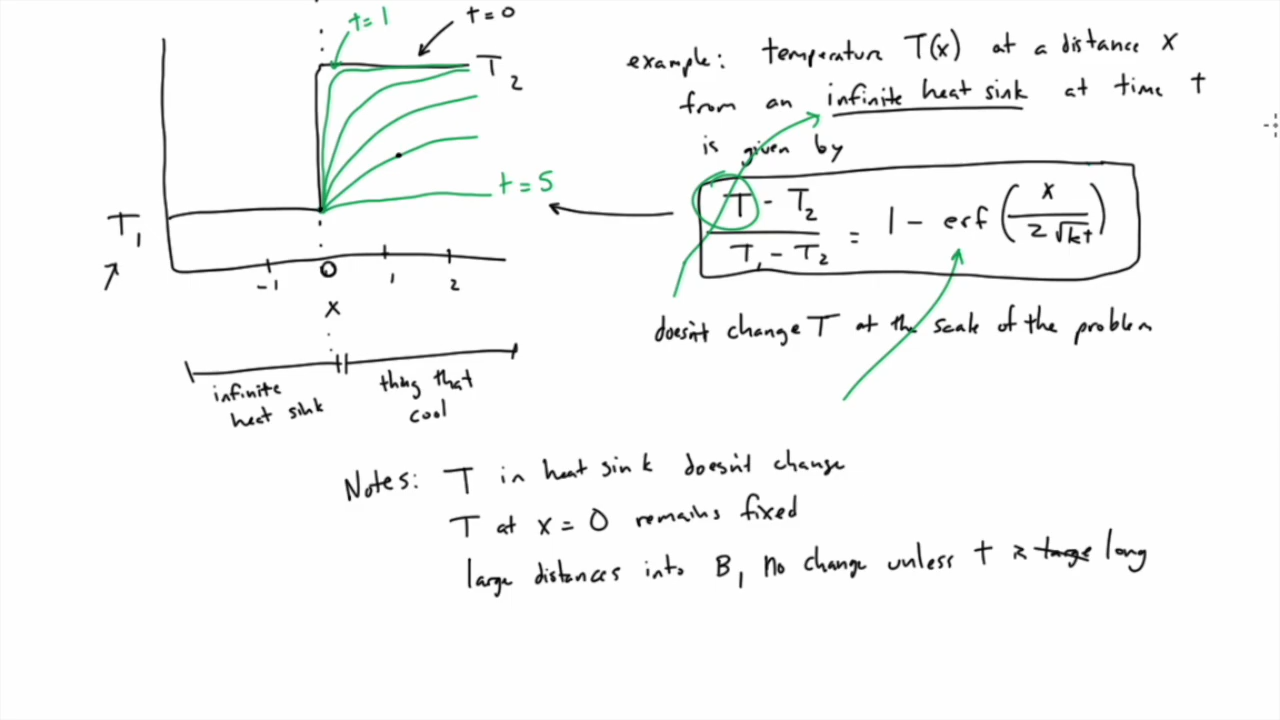 t=1
t=0
T2
T1
t=5
-1
0
1
2
x
infinite
heat sink
thing that
cool
example: temperature T(x) at a distance x
from an infinite heat sink at time t
is given by
(T - T2)/(T1 - T2) = 1 - erf (x/(2√kt))
doesn't change T at the scale of the problem
Notes: T in heat sink doesn't change
T at x = 0 remains fixed
large distances into B, no change unless t is large long